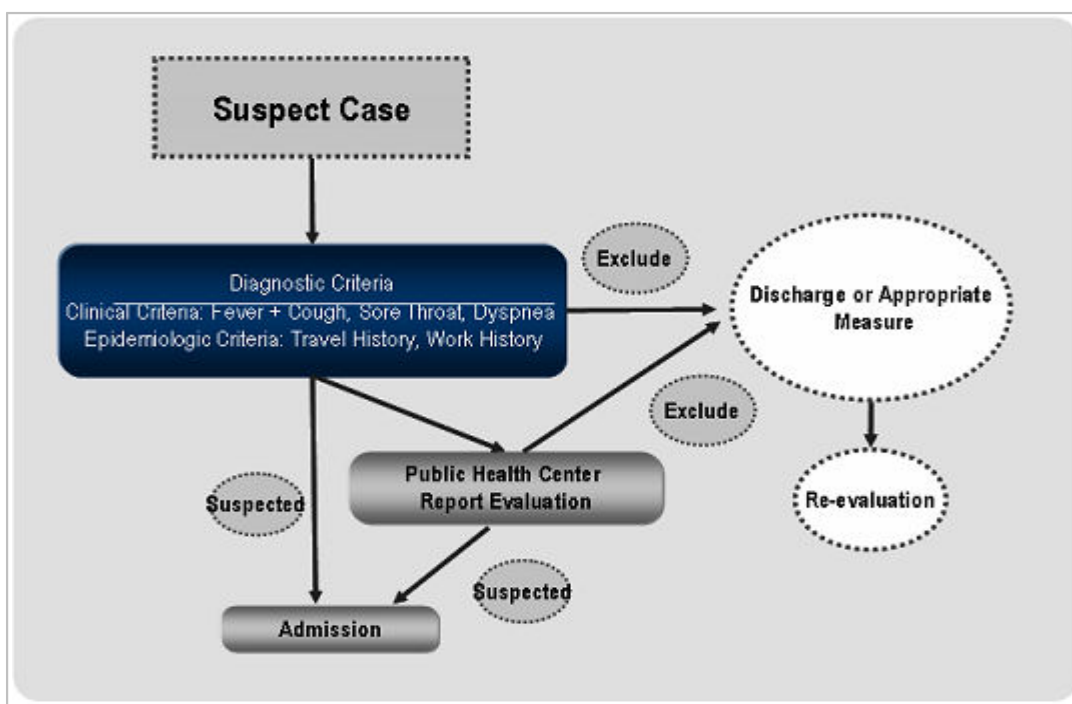 Suspect Case
Diagnostic Criteria
Clinical Criteria: Fever + Cough, Sore Throat, Dyspnea
Epidemiologic Criteria: Travel History, Work History
Exclude
Discharge or Appropriate
Measure
Exclude
Public Health Center
Report Evaluation
Suspected
Re-evaluation
Suspected
Admission